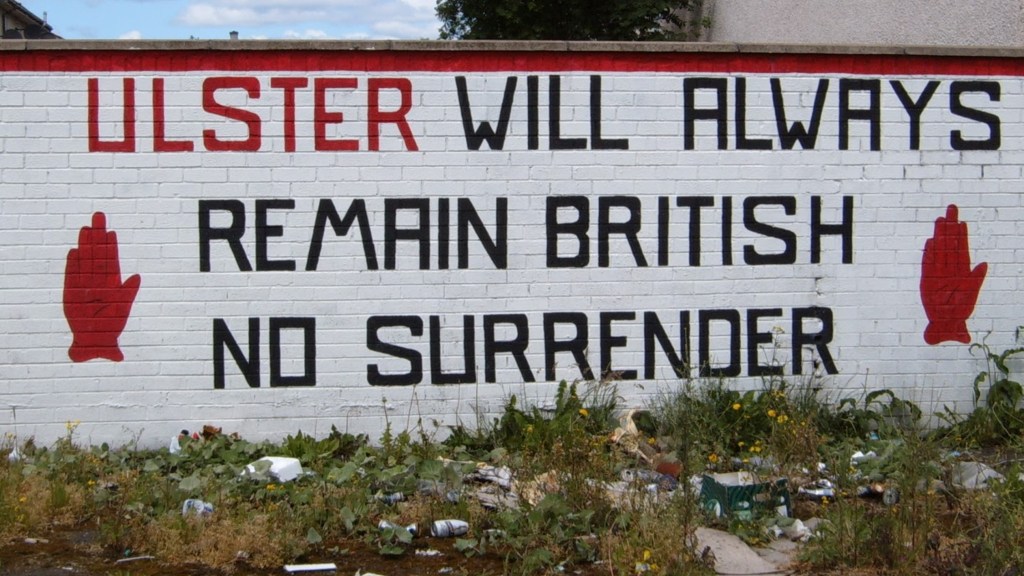 ULSTER WILL ALWAYS
REMAIN BRITISH
NO SURRENDER